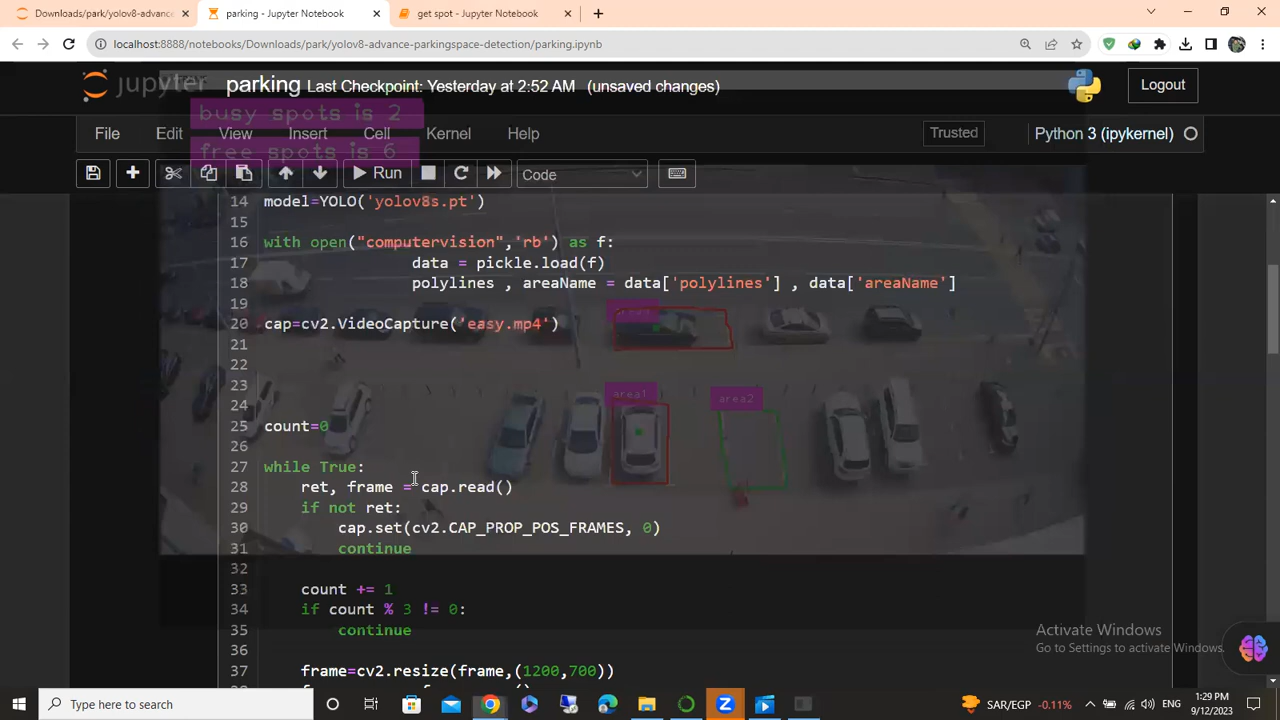 Downloads/park/yolov8-advance-
parking - Jupyter Notebook
get spot - Jupyter Notebook
localhost:8888/notebooks/Downloads/park/yolov8-advance-parkingspace-detection/parking.ipynb
jupyter parking Last Checkpoint: Yesterday at 2:52 AM (unsaved changes)
Logout
busy spots is 2
File Edit View Insert Cell Kernel Help
Trusted
Python 3 (ipykernel)
free spots is 6
Run
Code
14 model=YOLO('yolov8s.pt')
15
16 with open("computervision",'rb') as f:
17 data = pickle.load(f)
18 polylines , areaName = data['polylines'] , data['areaName']
19
20 cap=cv2.VideoCapture('easy.mp4')
21
22
23
24
area1
area2
25 count=0
26
27 while True:
28 ret, frame = cap.read()
29 if not ret:
30 cap.set(cv2.CAP_PROP_POS_FRAMES, 0)
31 continue
32
33 count += 1
34 if count % 3 != 0:
35 continue
36
37 frame=cv2.resize(frame,(1200,700))
Activate Windows
Go to Settings to activate Windows.
Type here to search
SAR/EGP -0.11%
ENG
1:29 PM
9/12/2023